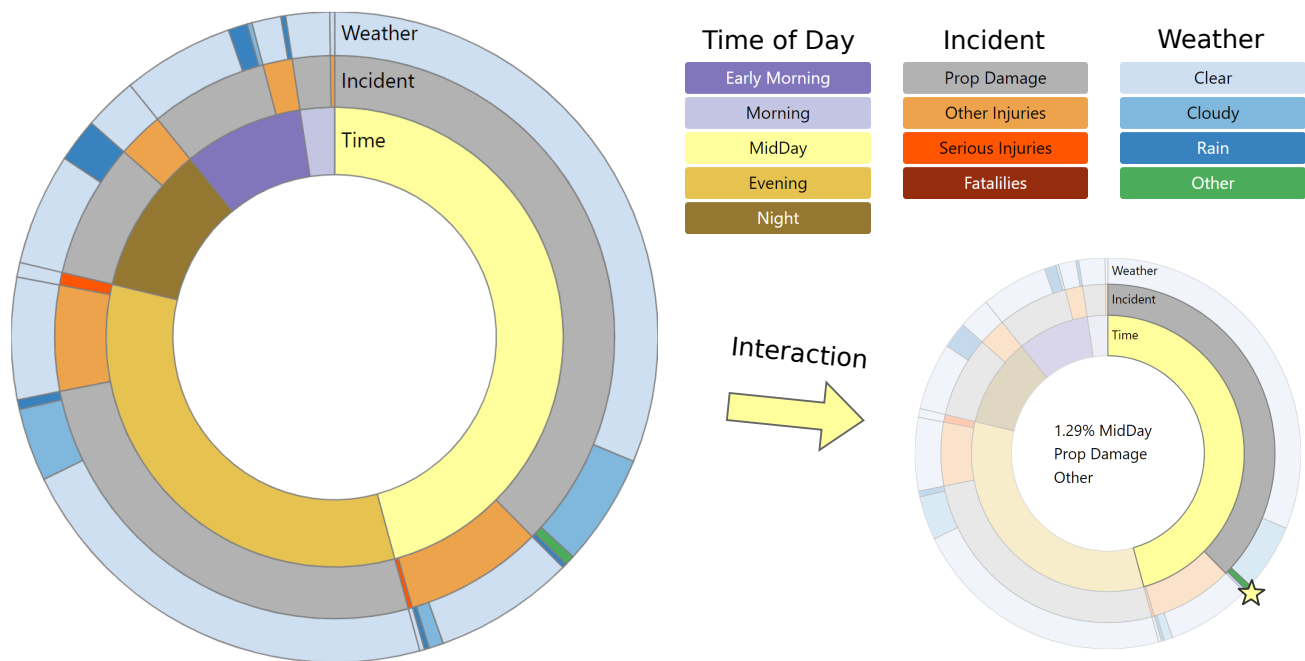 Weather
Incident
Time
Time of Day
Early Morning
Morning
MidDay
Evening
Night
Incident
Prop Damage
Other Injuries
Serious Injuries
Fatalilies
Weather
Clear
Cloudy
Rain
Other
Interaction
Weather
Incident
Time
1.29% MidDay
Prop Damage
Other